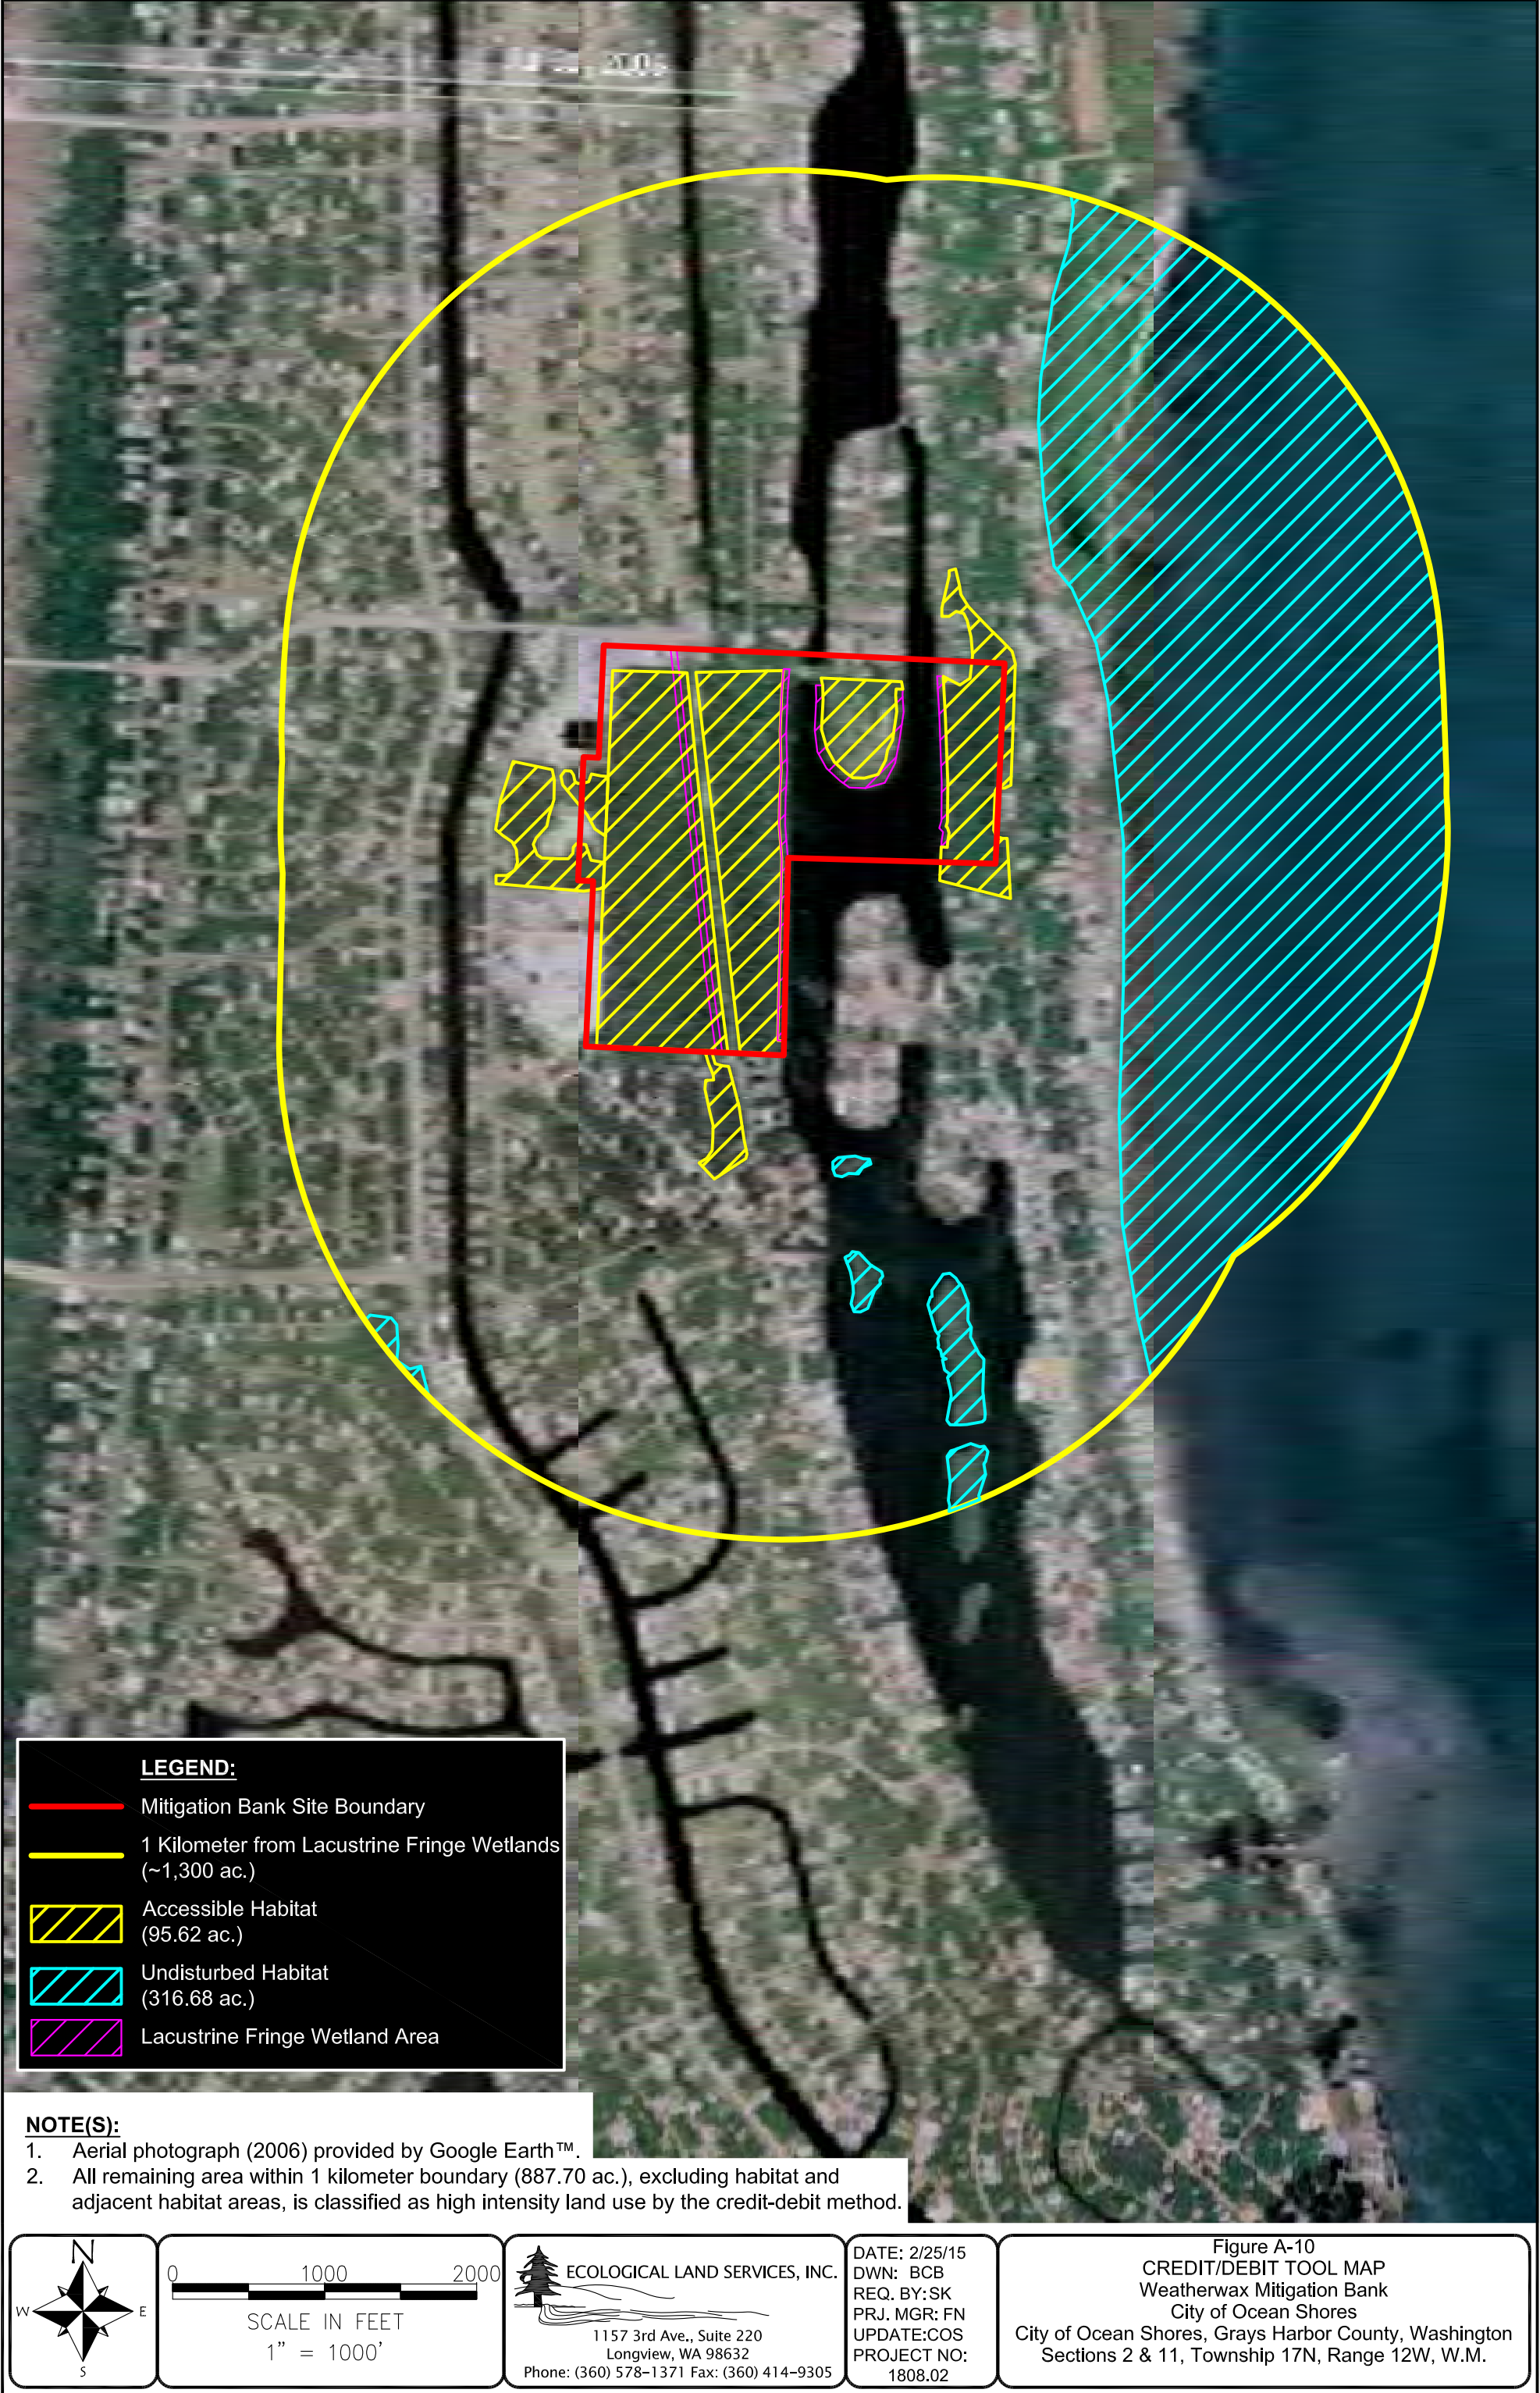 LEGEND:
Mitigation Bank Site Boundary
1 Kilometer from Lacustrine Fringe Wetlands
(~1,300 ac.)
Accessible Habitat
(95.62 ac.)
Undisturbed Habitat
(316.68 ac.)
Lacustrine Fringe Wetland Area
NOTE(S):
1. Aerial photograph (2006) provided by Google Earth™.
2. All remaining area within 1 kilometer boundary (887.70 ac.), excluding habitat and
adjacent habitat areas, is classified as high intensity land use by the credit-debit method.
N
W E
S
0 1000 2000
SCALE IN FEET
1" = 1000'
ECOLOGICAL LAND SERVICES, INC.
1157 3rd Ave., Suite 220
Longview, WA 98632
Phone: (360) 578-1371 Fax: (360) 414-9305
DATE: 2/25/15
DWN: BCB
REQ. BY: SK
PRJ. MGR: FN
UPDATE:COS
PROJECT NO:
1808.02
Figure A-10
CREDIT/DEBIT TOOL MAP
Weatherwax Mitigation Bank
City of Ocean Shores
City of Ocean Shores, Grays Harbor County, Washington
Sections 2 & 11, Township 17N, Range 12W, W.M.